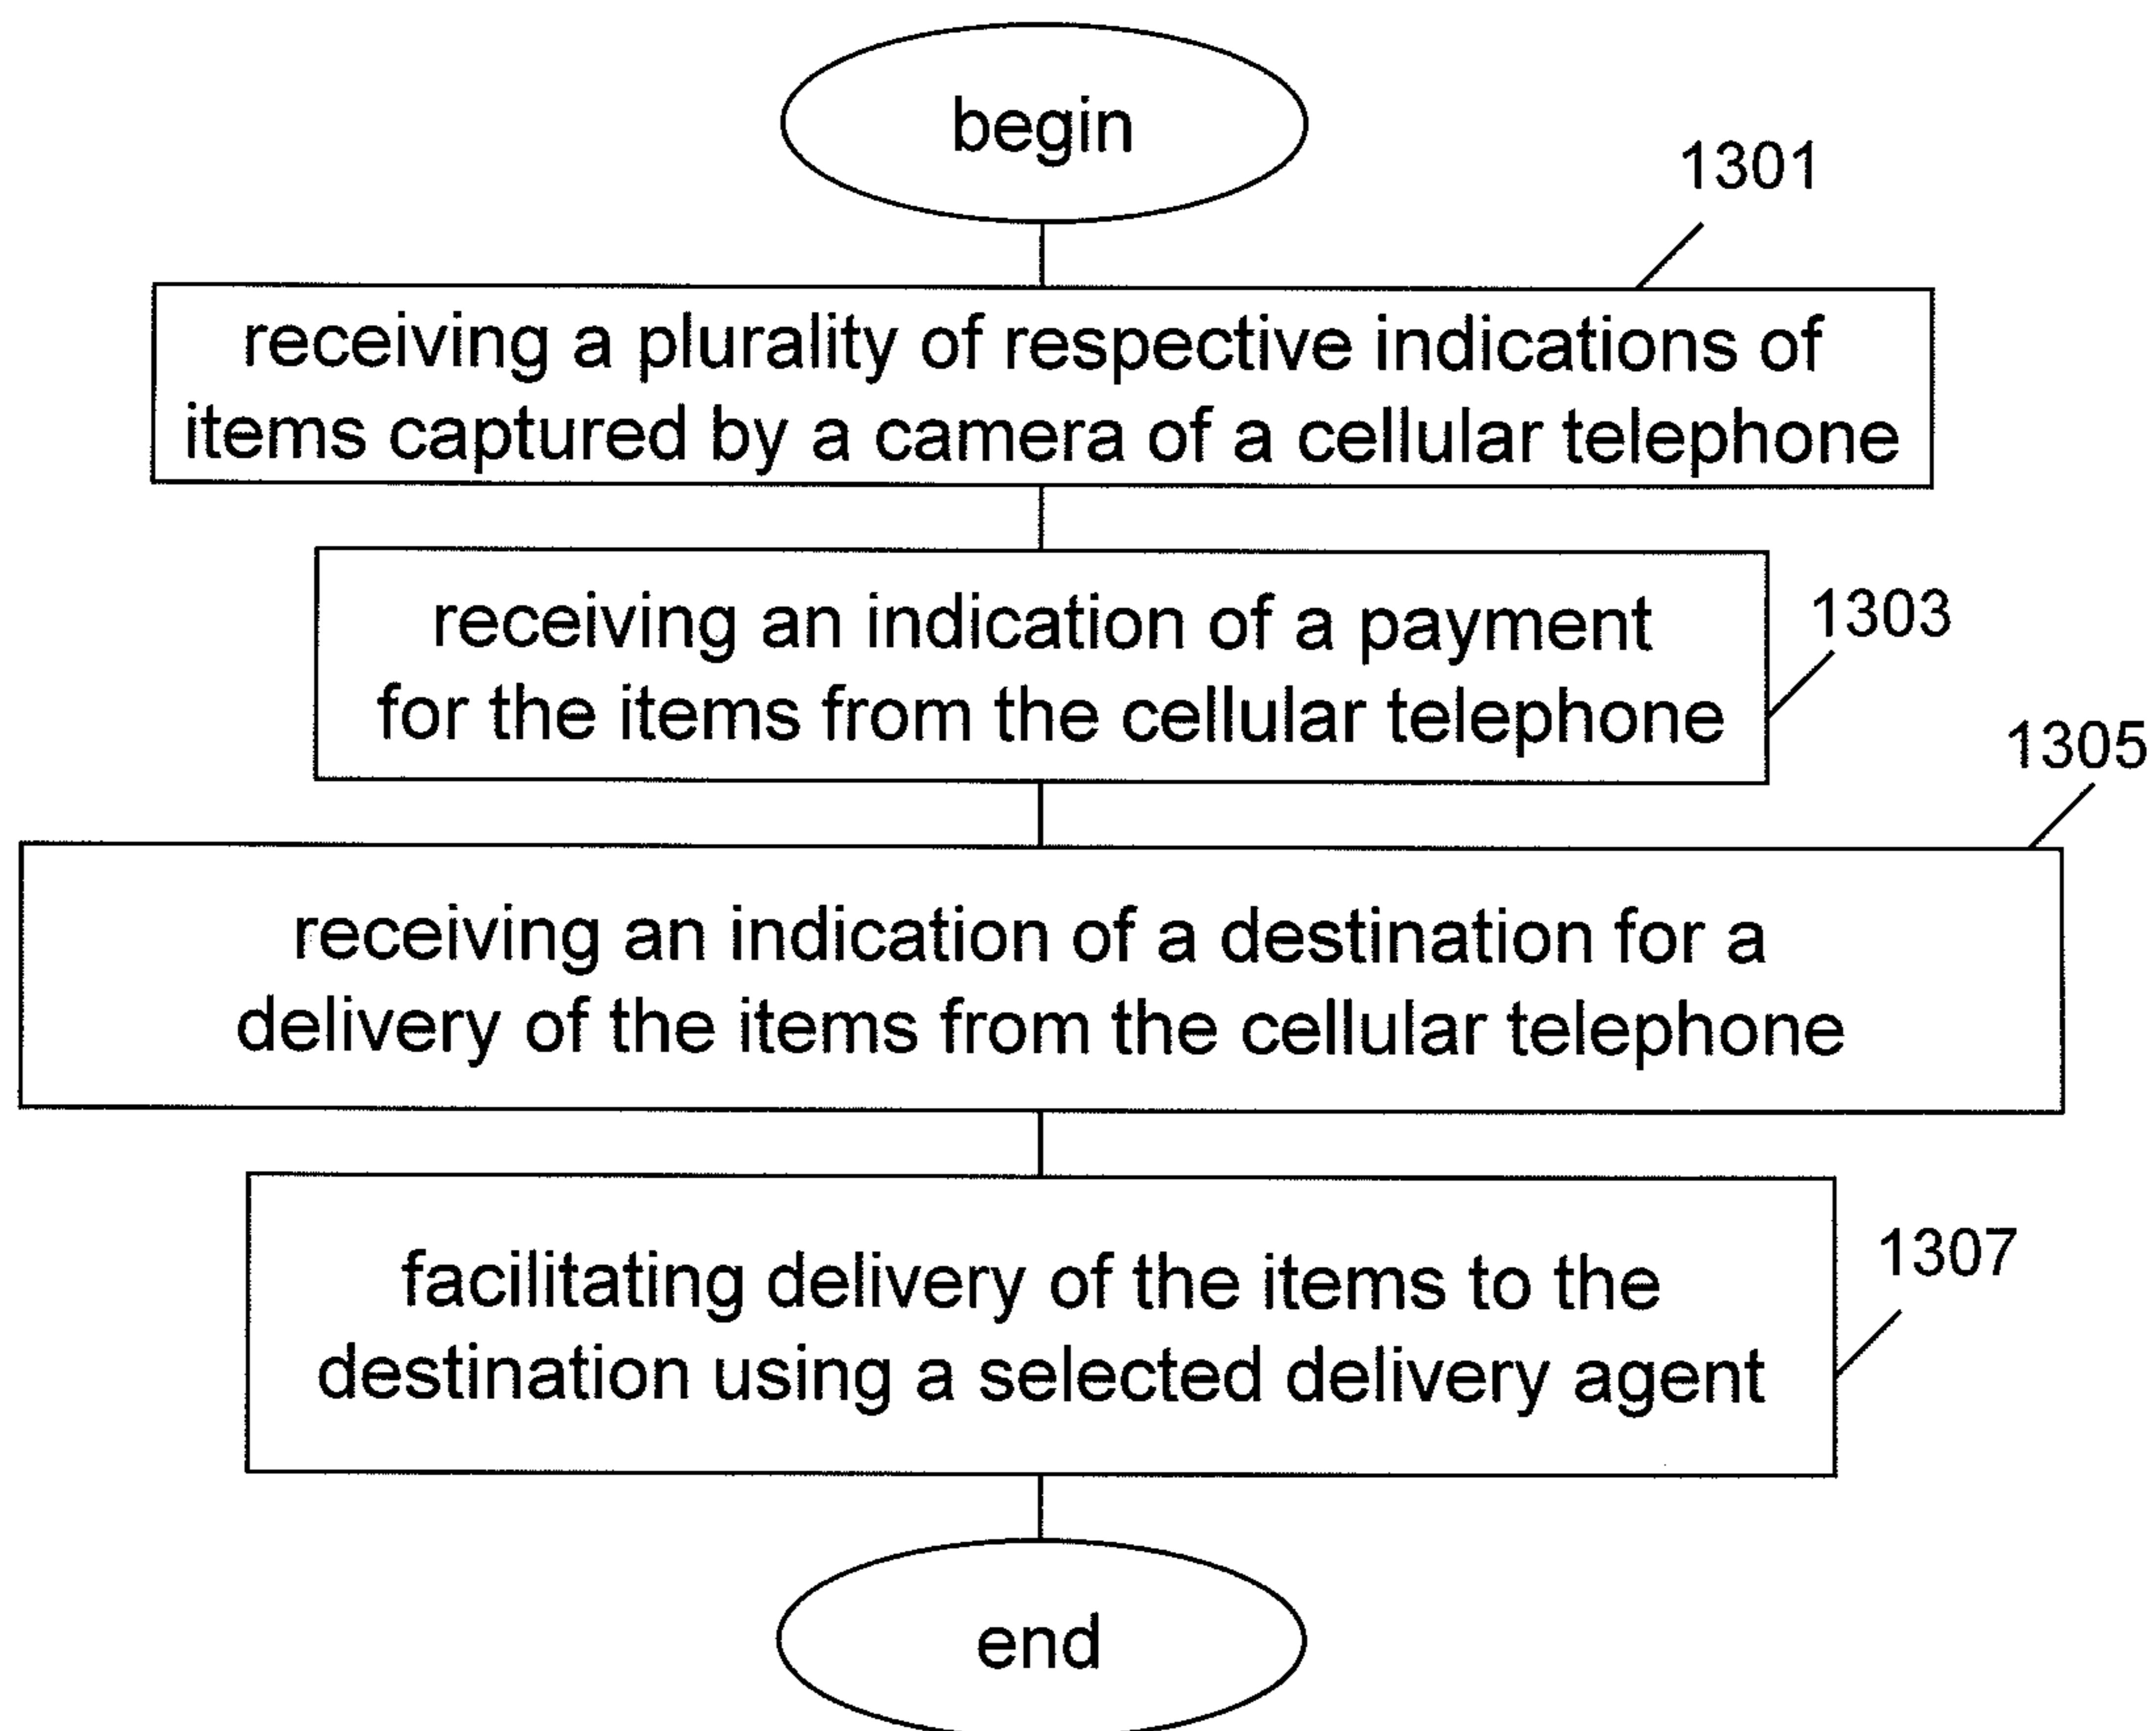 begin
1301
receiving a plurality of respective indications of
items captured by a camera of a cellular telephone
receiving an indication of a payment
for the items from the cellular telephone
1303
1305
receiving an indication of a destination for a
delivery of the items from the cellular telephone
facilitating delivery of the items to the
destination using a selected delivery agent
1307
end